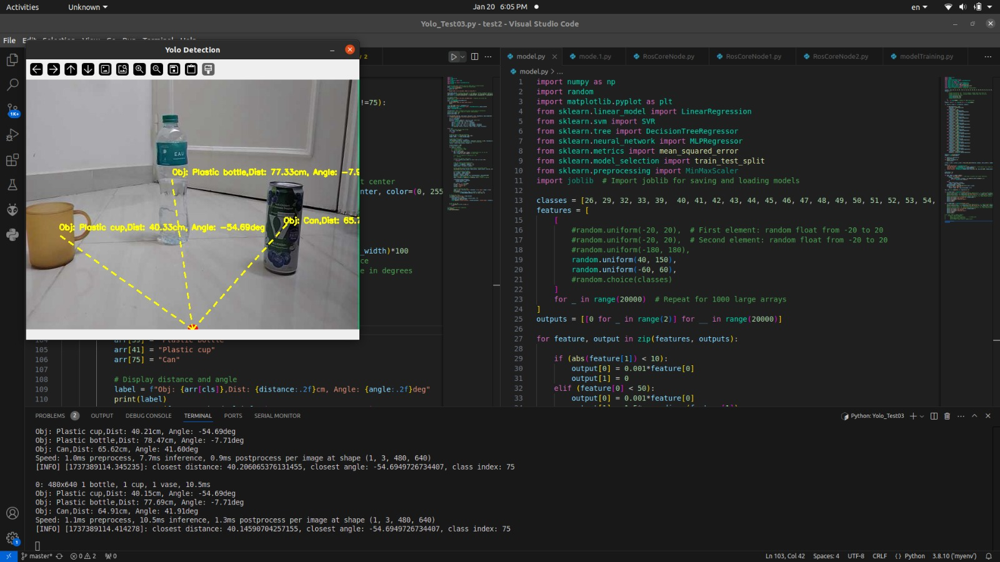 Activities
Unknown
Jan 20 6:05 PM
en
Yolo_Test03.py - test2 - Visual Studio Code
File
Yolo Detection
2
model.py
mode.1.py
RosCoreNode.py
RosCoreNode1.py
RosCoreNode2.py
modelTraining.py
model.py > ...
1K+
EAU
Obj: Plastic bottle,Dist: 77.33cm, Angle: -7.9
Obj: Plastic cup,Dist: 40.33cm, Angle: -54.69deg
Obj: Can,Dist: 65.7
!=75):
t center
nter, color=(0, 255
_width)*100
ce
e in degrees
105 arr[41] = "Plastic cup"
106 arr[75] = "Can"
107
108 # Display distance and angle
109 label = f"Obj: {arr[cls]},Dist: {distance:.2f}cm, Angle: {angle:.2f}deg"
110 print(label)
1 import numpy as np
2 import random
3 import matplotlib.pyplot as plt
4 from sklearn.linear_model import LinearRegression
5 from sklearn.svm import SVR
6 from sklearn.tree import DecisionTreeRegressor
7 from sklearn.neural_network import MLPRegressor
8 from sklearn.metrics import mean_squared_error
9 from sklearn.model_selection import train_test_split
10 from sklearn.preprocessing import MinMaxScaler
11 import joblib # Import joblib for saving and loading models
12
13 classes = [26, 29, 32, 33, 39, 40, 41, 42, 43, 44, 45, 46, 47, 48, 49, 50, 51, 52, 53, 54,
14 features = [
15 [
16 #random.uniform(-20, 20), # First element: random float from -20 to 20
17 #random.uniform(-20, 20), # Second element: random float from -20 to 20
18 #random.uniform(-180, 180),
19 random.uniform(40, 150),
20 random.uniform(-60, 60),
21 #random.choice(classes)
22 ]
23 for _ in range(20000) # Repeat for 1000 large arrays
24 ]
25 outputs = [[0 for _ in range(2)] for __ in range(20000)]
26
27 for feature, output in zip(features, outputs):
28
29 if (abs(feature[1]) < 10):
30 output[0] = 0.001*feature[0]
31 output[1] = 0
32 elif (feature[0] < 50):
33 output[0] = 0.001*feature[0]
PROBLEMS 2 OUTPUT DEBUG CONSOLE TERMINAL PORTS SERIAL MONITOR
Python: Yolo_Test03
Obj: Plastic cup,Dist: 40.21cm, Angle: -54.69deg
Obj: Plastic bottle,Dist: 78.47cm, Angle: -7.71deg
Obj: Can,Dist: 65.62cm, Angle: 41.60deg
Speed: 1.0ms preprocess, 7.7ms inference, 0.9ms postprocess per image at shape (1, 3, 480, 640)
[INFO] [1737389114.345235]: closest distance: 40.206065376131455, closest angle: -54.6949726734407, class index: 75
0: 480x640 1 bottle, 1 cup, 1 vase, 10.5ms
Obj: Plastic cup,Dist: 40.15cm, Angle: -54.69deg
Obj: Plastic bottle,Dist: 77.69cm, Angle: -7.71deg
Obj: Can,Dist: 64.91cm, Angle: 41.91deg
Speed: 1.1ms preprocess, 10.5ms inference, 1.3ms postprocess per image at shape (1, 3, 480, 640)
[INFO] [1737389114.414278]: closest distance: 40.14590704257155, closest angle: -54.6949726734407, class index: 75
1
master* 0 2 0
Ln 103, Col 42 Spaces: 4 UTF-8 CRLF {} Python 3.8.10 ('myenv')